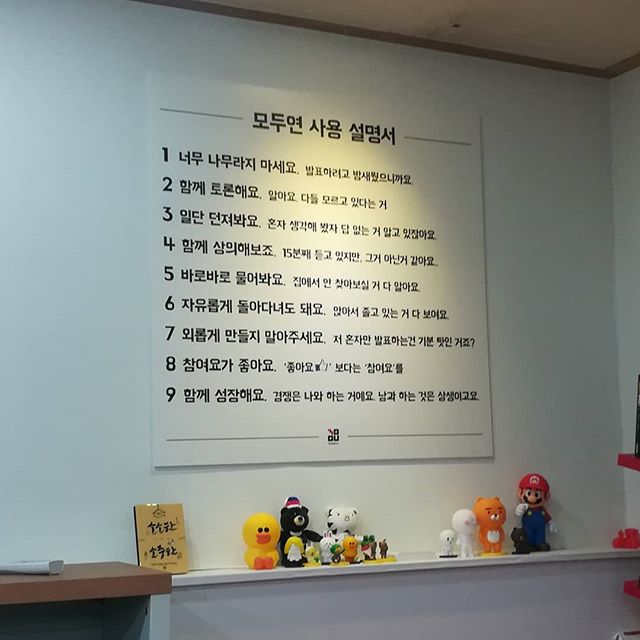 모두연 사용 설명서
1 너무 나무라지 마세요. 발표하려고 밤새웠으니까요.
2 함께 토론해요. 알아요. 다들 모르고 있다는 거
3 일단 던져봐요. 혼자 생각해 봤자 답 없는 거 알고 있잖아요.
4 함께 상의해보죠. 15분째 듣고 있지만, 그거 아닌거 같아요.
5 바로바로 물어봐요. 집에서 안 찾아보실 거 다 알아요.
6 자유롭게 돌아다녀도 돼요. 앉아서 졸고 있는 거 다 보여요.
7 외롭게 만들지 말아주세요. 저 혼자만 발표하는건 기분 탓인 거죠?
8 참여요가 좋아요. '좋아요👍' 보다는 '참여요'를
9 함께 성장해요. 경쟁은 나와 하는 거에요. 남과 하는 것은 상생이고요.